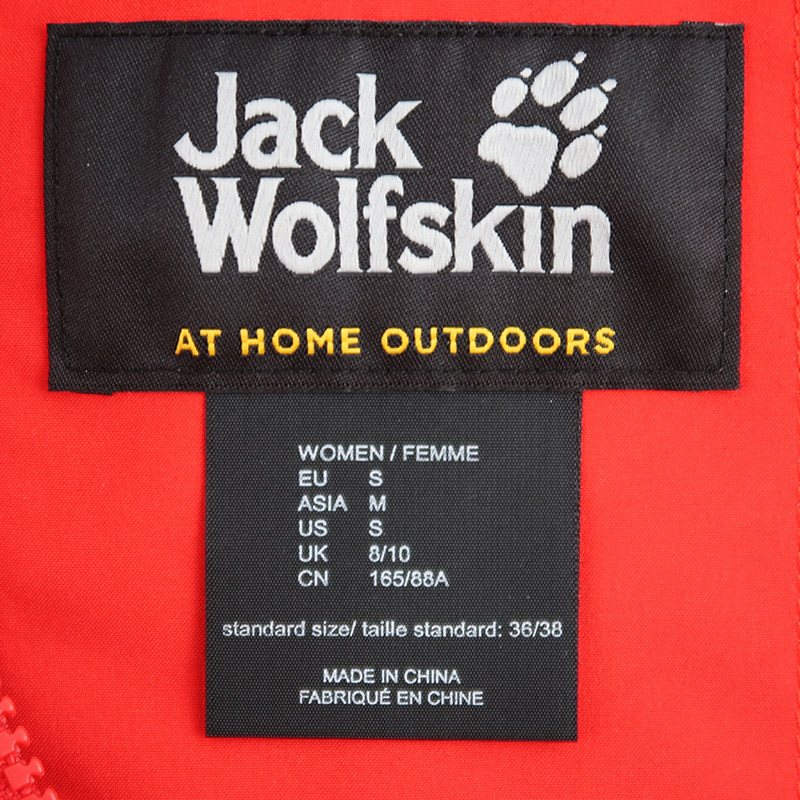 Jack
Wolfskin
AT HOME OUTDOORS
WOMEN / FEMME
EU S
ASIA M
US S
UK 8/10
CN 165/88A
standard size/ taille standard: 36/38
MADE IN CHINA
FABRIQUÉ EN CHINE